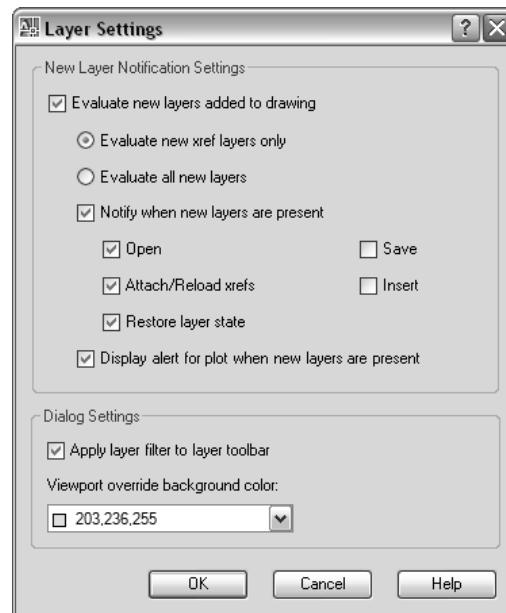 Layer Settings
New Layer Notification Settings
Evaluate new layers added to drawing
Evaluate new xref layers only
Evaluate all new layers
Notify when new layers are present
Open Save
Attach/Reload xrefs Insert
Restore layer state
Display alert for plot when new layers are present
Dialog Settings
Apply layer filter to layer toolbar
Viewport override background color:
203,236,255
OK Cancel Help